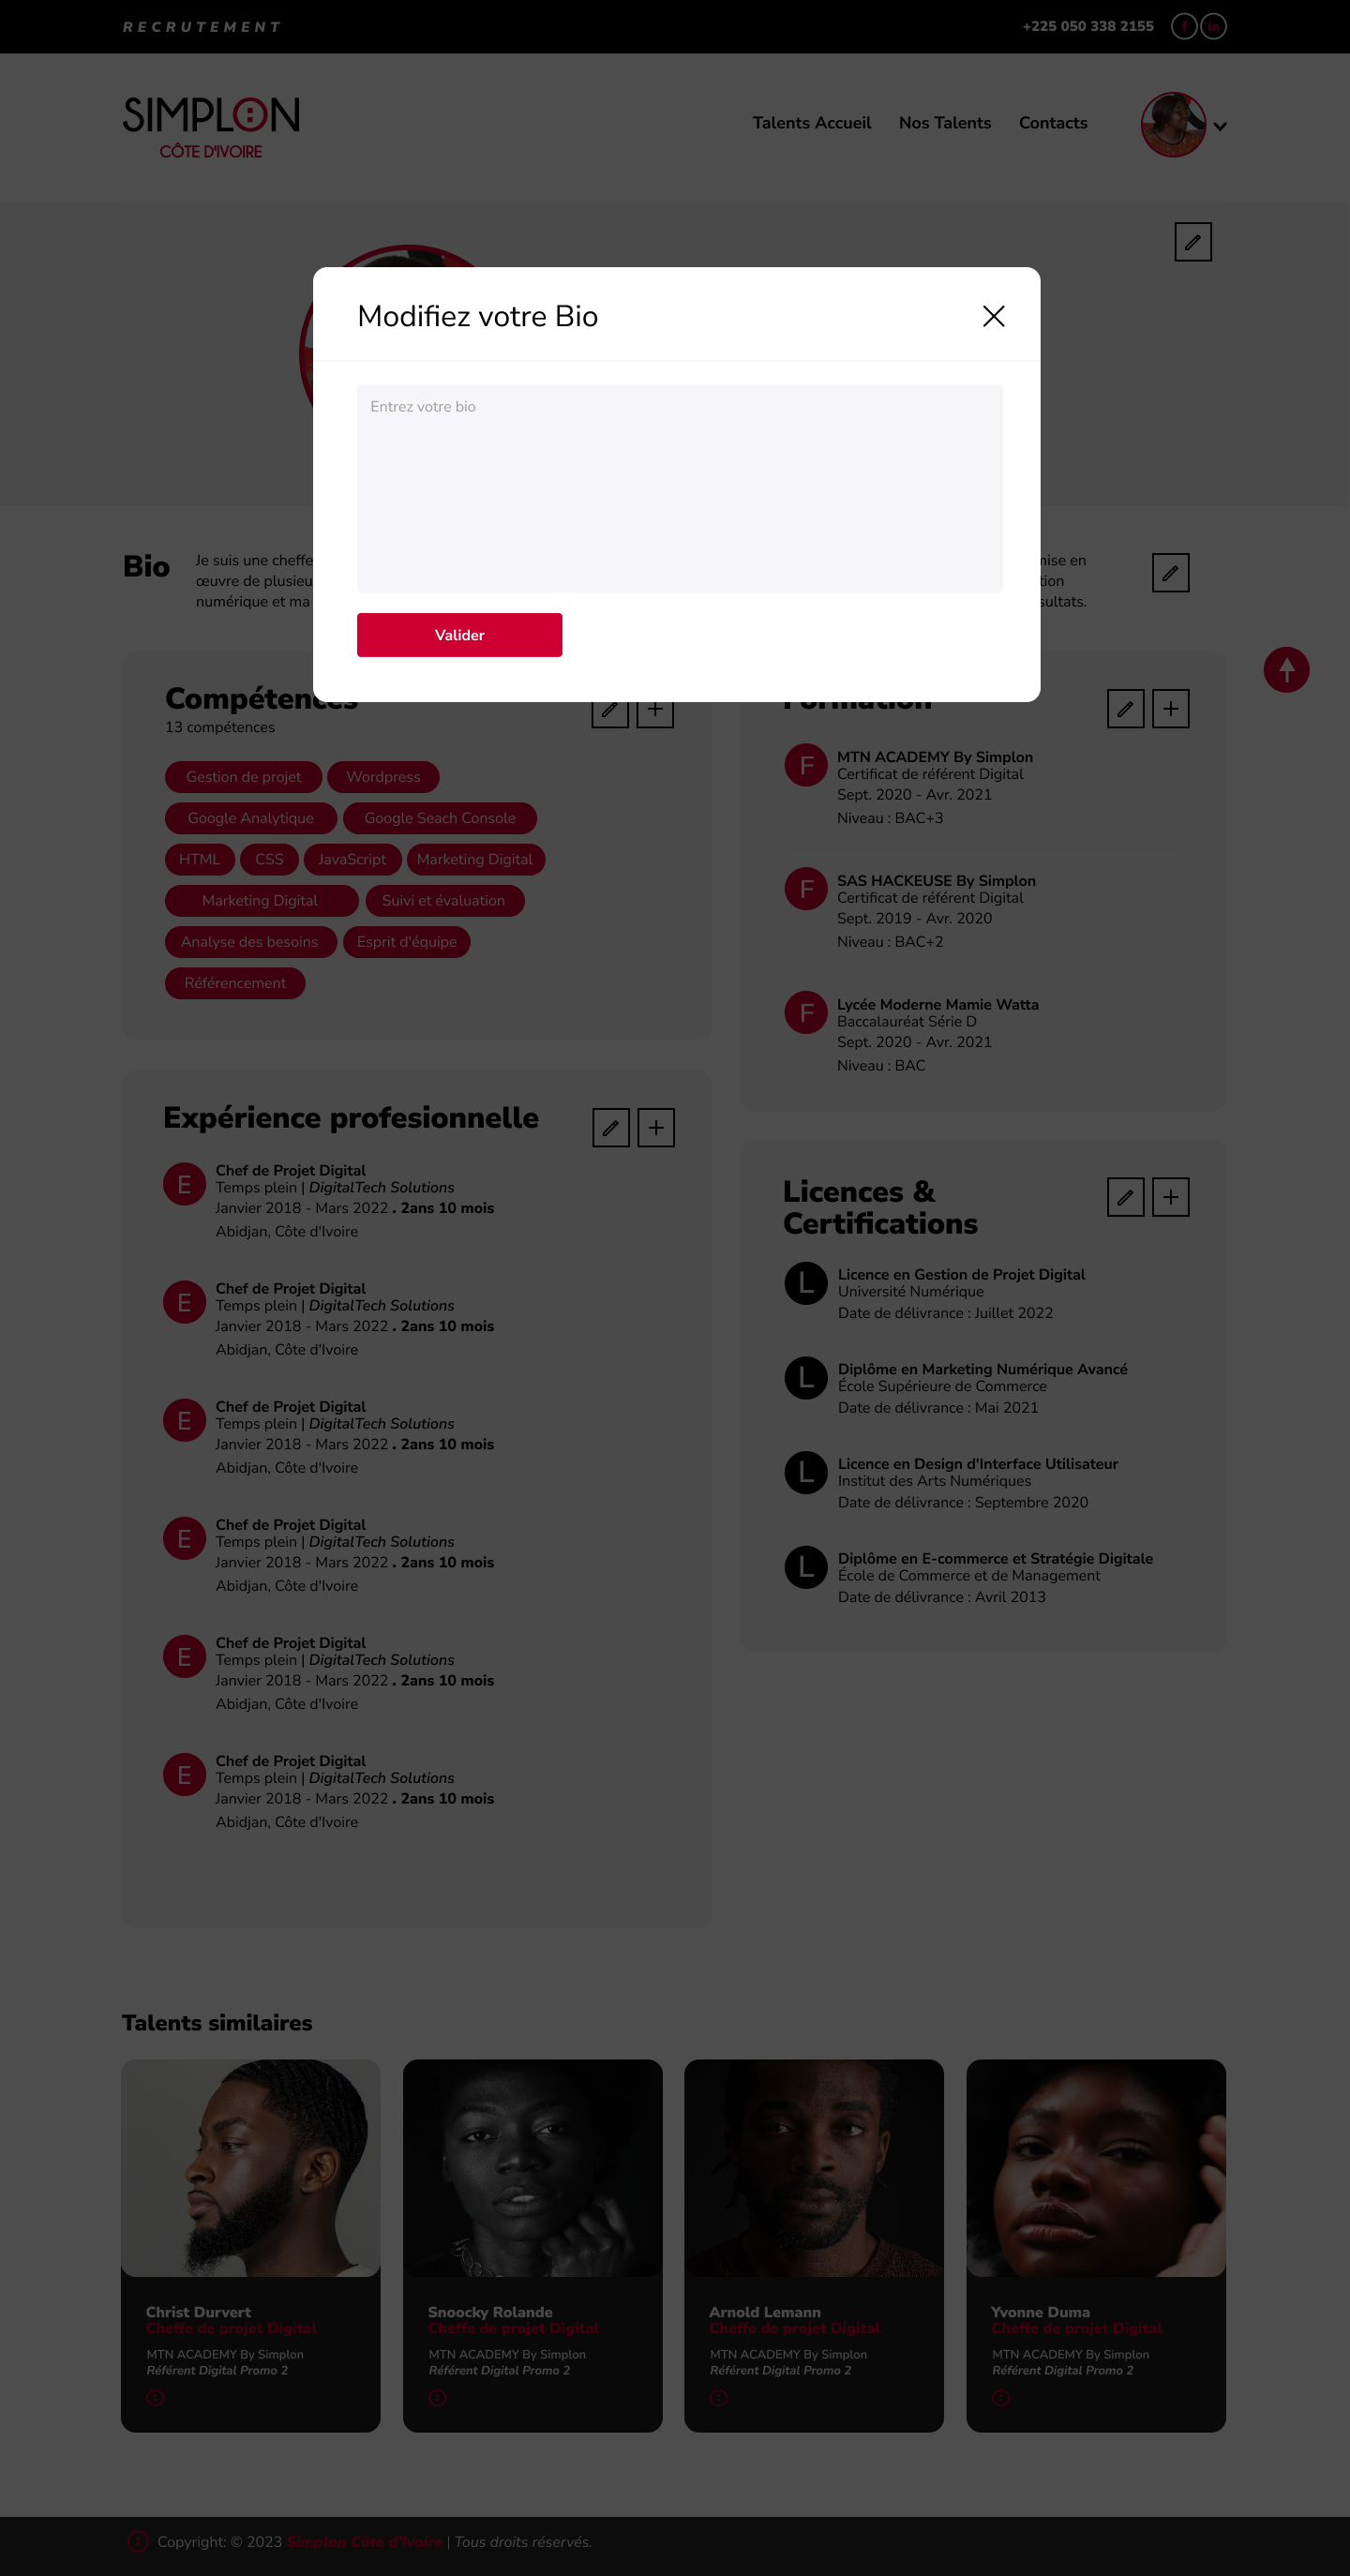 RECRUTEMENT
+225 050 338 2155
f in
SIMPLON
CÔTE D'IVOIRE
Talents Accueil Nos Talents Contacts
Modifiez votre Bio
Entrez votre bio
Valider
Bio
Je suis une cheffe mise en
œuvre de plusieu tion
numérique et ma sultats.
Compétences
13 compétences
Gestion de projet Wordpress
Google Analytique Google Seach Console
HTML CSS JavaScript Marketing Digital
Marketing Digital Suivi et évaluation
Analyse des besoins Esprit d'équipe
Référencement
Formation
F MTN ACADEMY By Simplon
Certificat de référent Digital
Sept. 2020 - Avr. 2021
Niveau : BAC+3
F SAS HACKEUSE By Simplon
Certificat de référent Digital
Sept. 2019 - Avr. 2020
Niveau : BAC+2
F Lycée Moderne Mamie Watta
Baccalauréat Série D
Sept. 2020 - Avr. 2021
Niveau : BAC
Expérience profesionnelle
E Chef de Projet Digital
Temps plein | DigitalTech Solutions
Janvier 2018 - Mars 2022 . 2ans 10 mois
Abidjan, Côte d'Ivoire
E Chef de Projet Digital
Temps plein | DigitalTech Solutions
Janvier 2018 - Mars 2022 . 2ans 10 mois
Abidjan, Côte d'Ivoire
E Chef de Projet Digital
Temps plein | DigitalTech Solutions
Janvier 2018 - Mars 2022 . 2ans 10 mois
Abidjan, Côte d'Ivoire
E Chef de Projet Digital
Temps plein | DigitalTech Solutions
Janvier 2018 - Mars 2022 . 2ans 10 mois
Abidjan, Côte d'Ivoire
E Chef de Projet Digital
Temps plein | DigitalTech Solutions
Janvier 2018 - Mars 2022 . 2ans 10 mois
Abidjan, Côte d'Ivoire
E Chef de Projet Digital
Temps plein | DigitalTech Solutions
Janvier 2018 - Mars 2022 . 2ans 10 mois
Abidjan, Côte d'Ivoire
Licences &
Certifications
L Licence en Gestion de Projet Digital
Université Numérique
Date de délivrance : Juillet 2022
L Diplôme en Marketing Numérique Avancé
École Supérieure de Commerce
Date de délivrance : Mai 2021
L Licence en Design d'Interface Utilisateur
Institut des Arts Numériques
Date de délivrance : Septembre 2020
L Diplôme en E-commerce et Stratégie Digitale
École de Commerce et de Management
Date de délivrance : Avril 2013
Talents similaires
Christ Durvert
Cheffe de projet Digital
MTN ACADEMY By Simplon
Référent Digital Promo 2
Snoocky Rolande
Cheffe de projet Digital
MTN ACADEMY By Simplon
Référent Digital Promo 2
Arnold Lemann
Cheffe de projet Digital
MTN ACADEMY By Simplon
Référent Digital Promo 2
Yvonne Duma
Cheffe de projet Digital
MTN ACADEMY By Simplon
Référent Digital Promo 2
Copyright: © 2023 Simplon Côte d'Ivoire | Tous droits réservés.